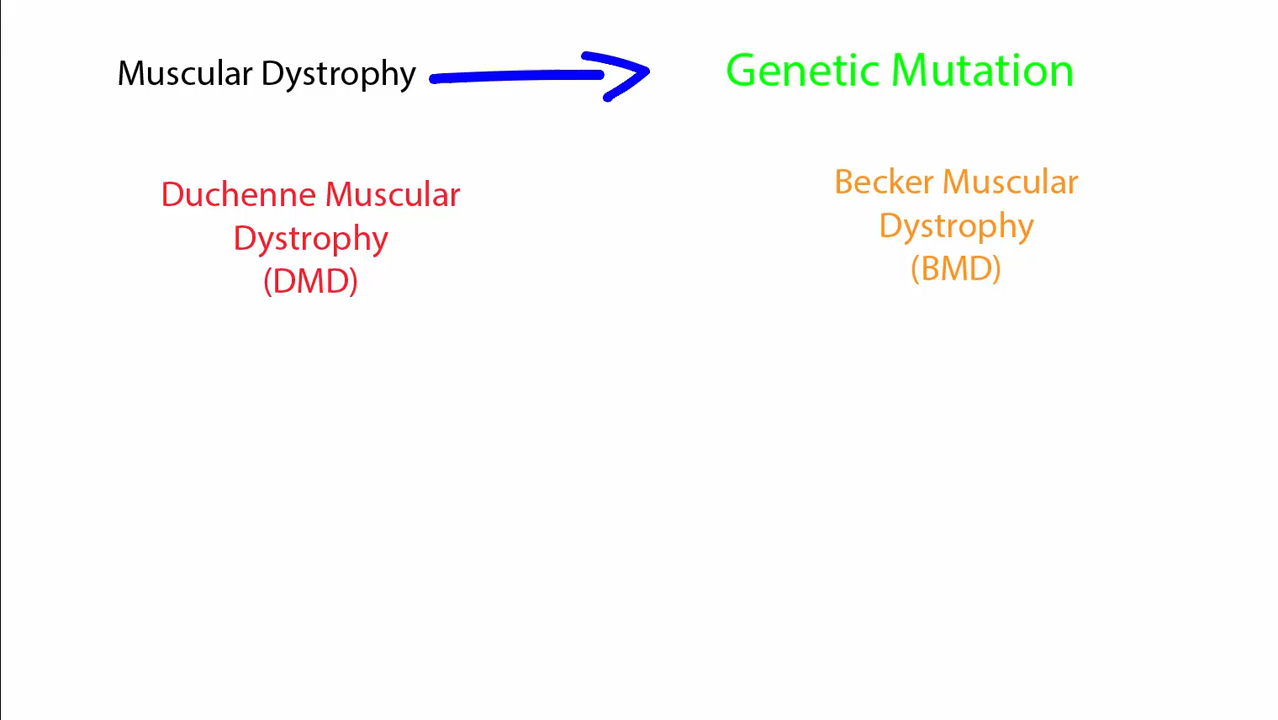 Muscular Dystrophy
Genetic Mutation
Duchenne Muscular
Dystrophy
(DMD)
Becker Muscular
Dystrophy
(BMD)